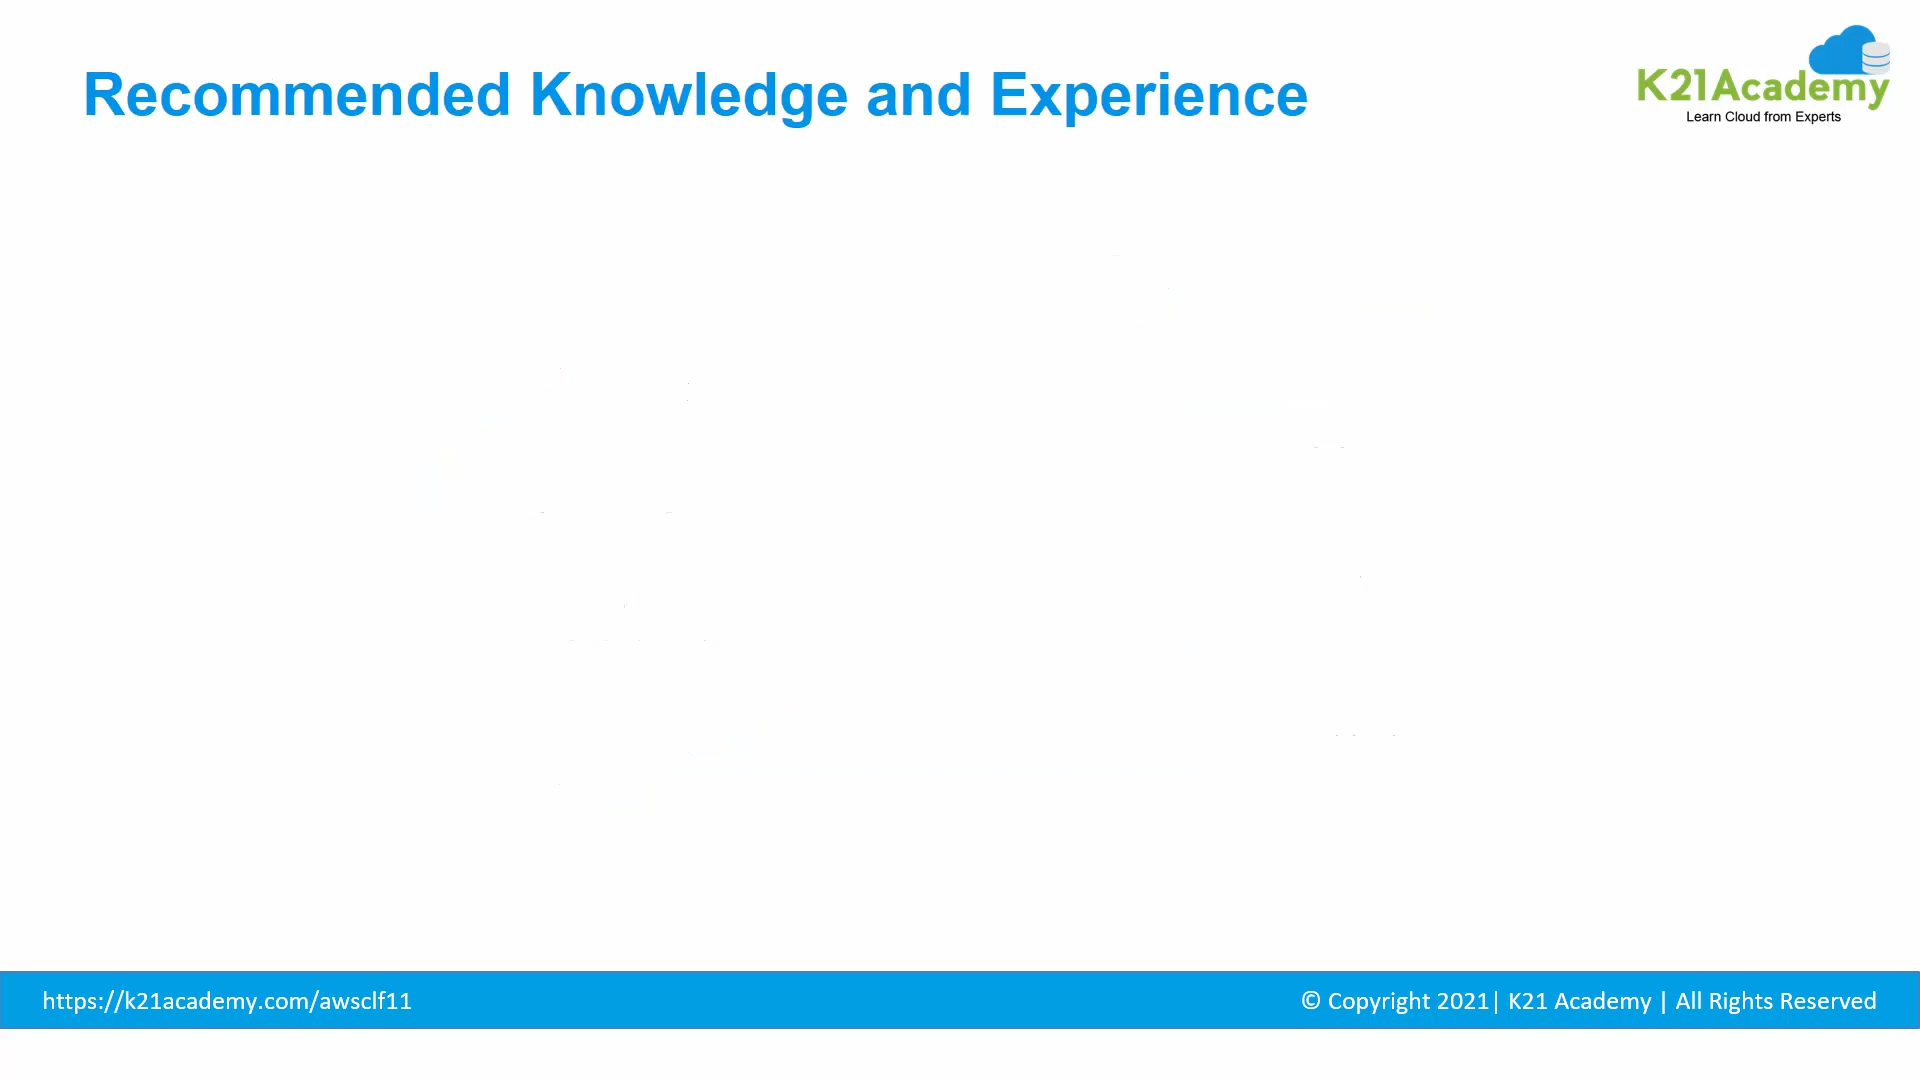 Recommended Knowledge and Experience
K21Academy
Learn Cloud from Experts
https://k21academy.com/awsclf11
© Copyright 2021| K21 Academy | All Rights Reserved